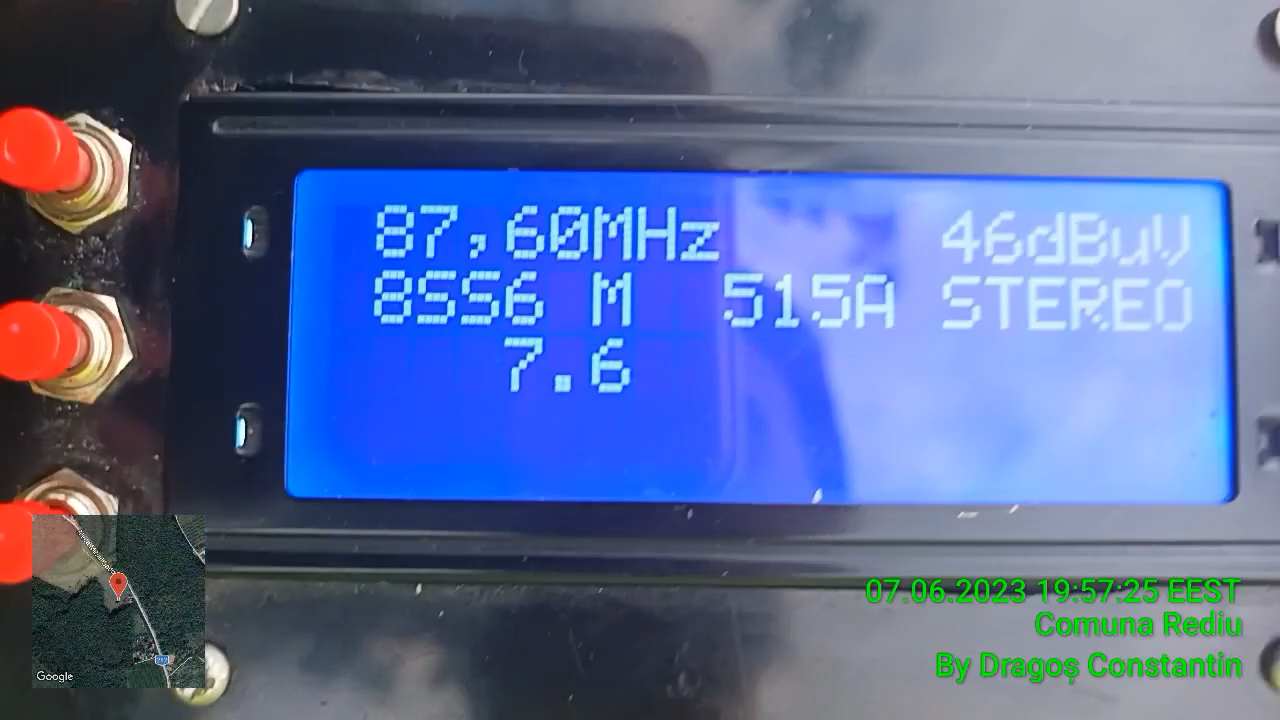 87,60MHz 46dBuV
8556 M 515A STEREO
7.6
07.06.2023 19:57:25 EEST
Comuna Rediu
By Dragoș Constantin
Google